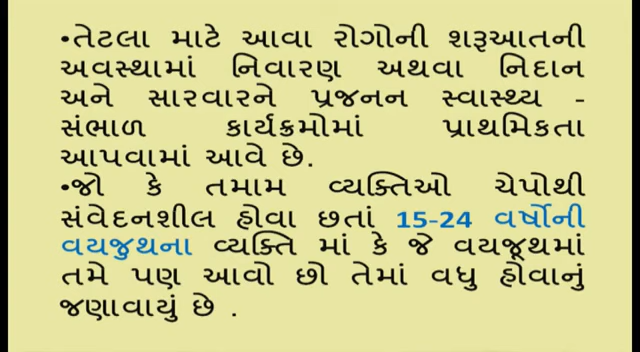 •તેટલા માટે આવા રોગોની શરૂઆતની
અવસ્થામાં નિવારણ અથવા નિદાન
અને સારવારને પ્રજનન સ્વાસ્થ્ય -
સંભાળ કાર્યક્રમોમાં પ્રાથમિકતા
આપવામાં આવે છે.
•જો કે તમામ વ્યક્તિઓ ચેપોથી
સંવેદનશીલ હોવા છતાં 15-24 વર્ષોની
વયજુથના વ્યક્તિ માં કે જે વયજૂથમાં
તમે પણ આવો છો તેમાં વધુ હોવાનું
જણાવાયું છે .